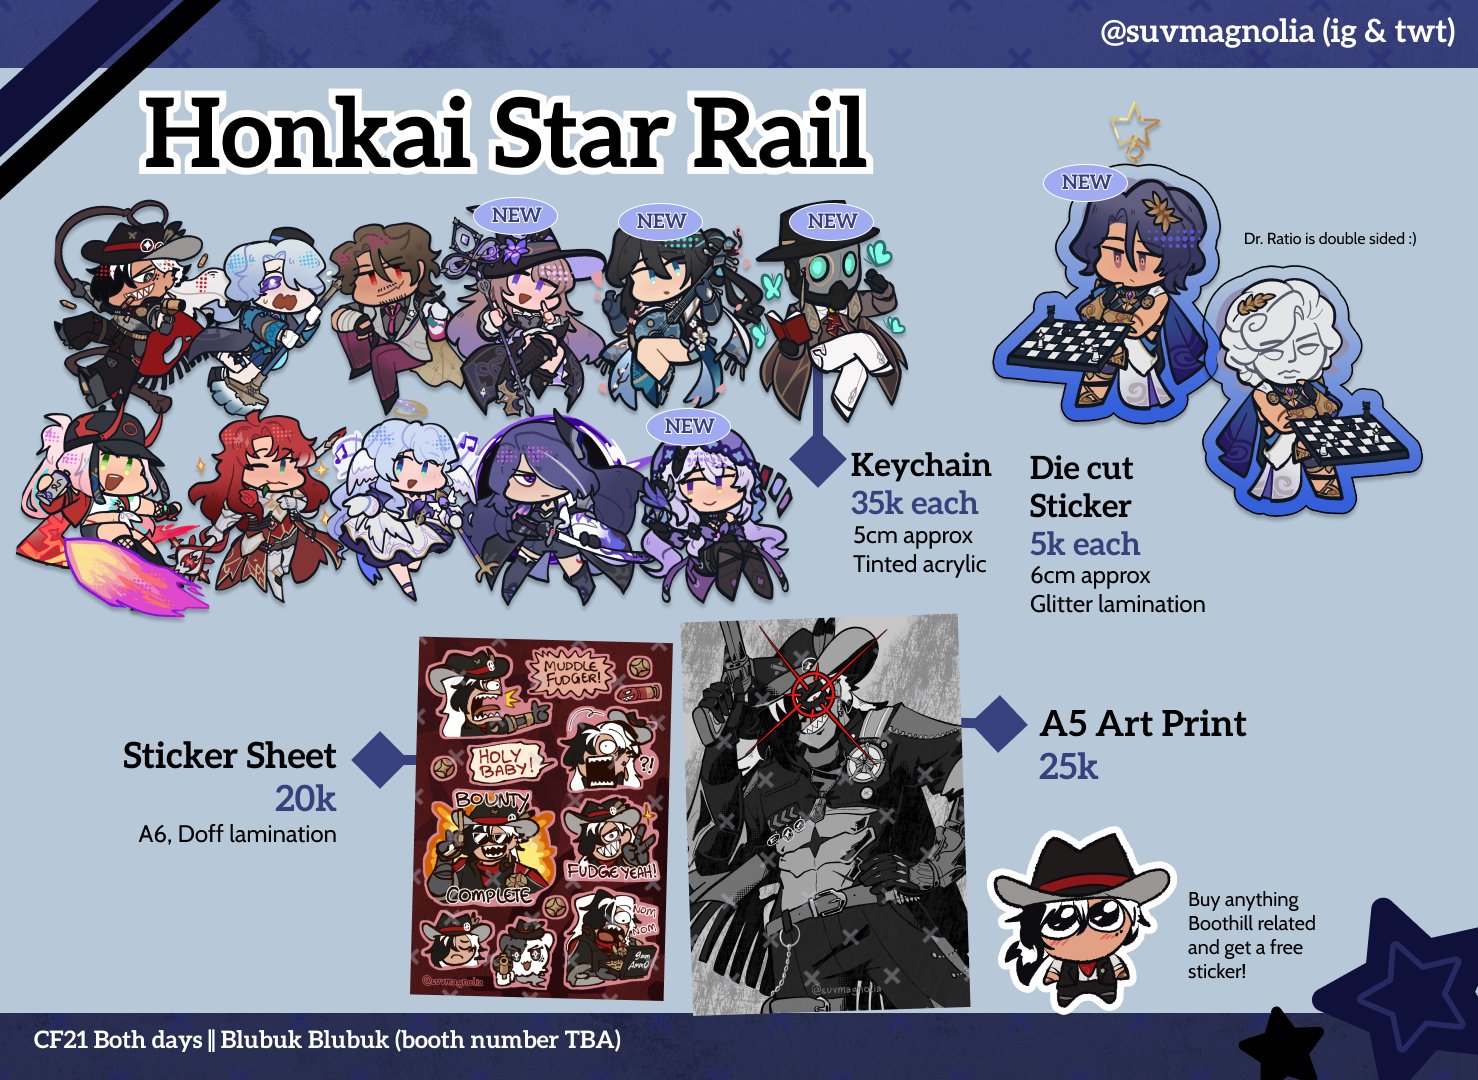 @suvmagnolia (ig & twt)
Honkai Star Rail
NEW
NEW
NEW
NEW
NEW
Dr. Ratio is double sided :)
Keychain
35k each
5cm approx
Tinted acrylic
Die cut
Sticker
5k each
6cm approx
Glitter lamination
Sticker Sheet
20k
A6, Doff lamination
MUDDLE
FUDGER!
HOLY
BABY!
?!
BOUNTY
COMPLETE
FUDGE YEAH!
NOM
NOM
@suvmagnolia
@suvmagnolia
A5 Art Print
25k
Buy anything
Boothill related
and get a free
sticker!
CF21 Both days || Blubuk Blubuk (booth number TBA)